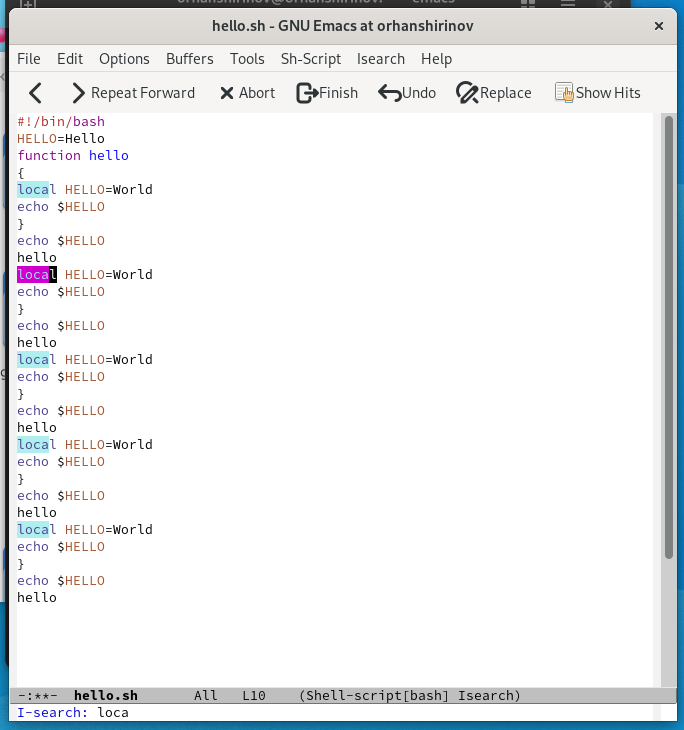 hello.sh - GNU Emacs at orhanshirinov
File Edit Options Buffers Tools Sh-Script Isearch Help
Repeat Forward Abort Finish Undo Replace Show Hits
#!/bin/bash
HELLO=Hello
function hello
{
local HELLO=World
echo $HELLO
}
echo $HELLO
hello
local HELLO=World
echo $HELLO
}
echo $HELLO
hello
local HELLO=World
echo $HELLO
}
echo $HELLO
hello
local HELLO=World
echo $HELLO
}
echo $HELLO
hello
local HELLO=World
echo $HELLO
}
echo $HELLO
hello
-:**- hello.sh All L10 (Shell-script[bash] Isearch)
I-search: loca